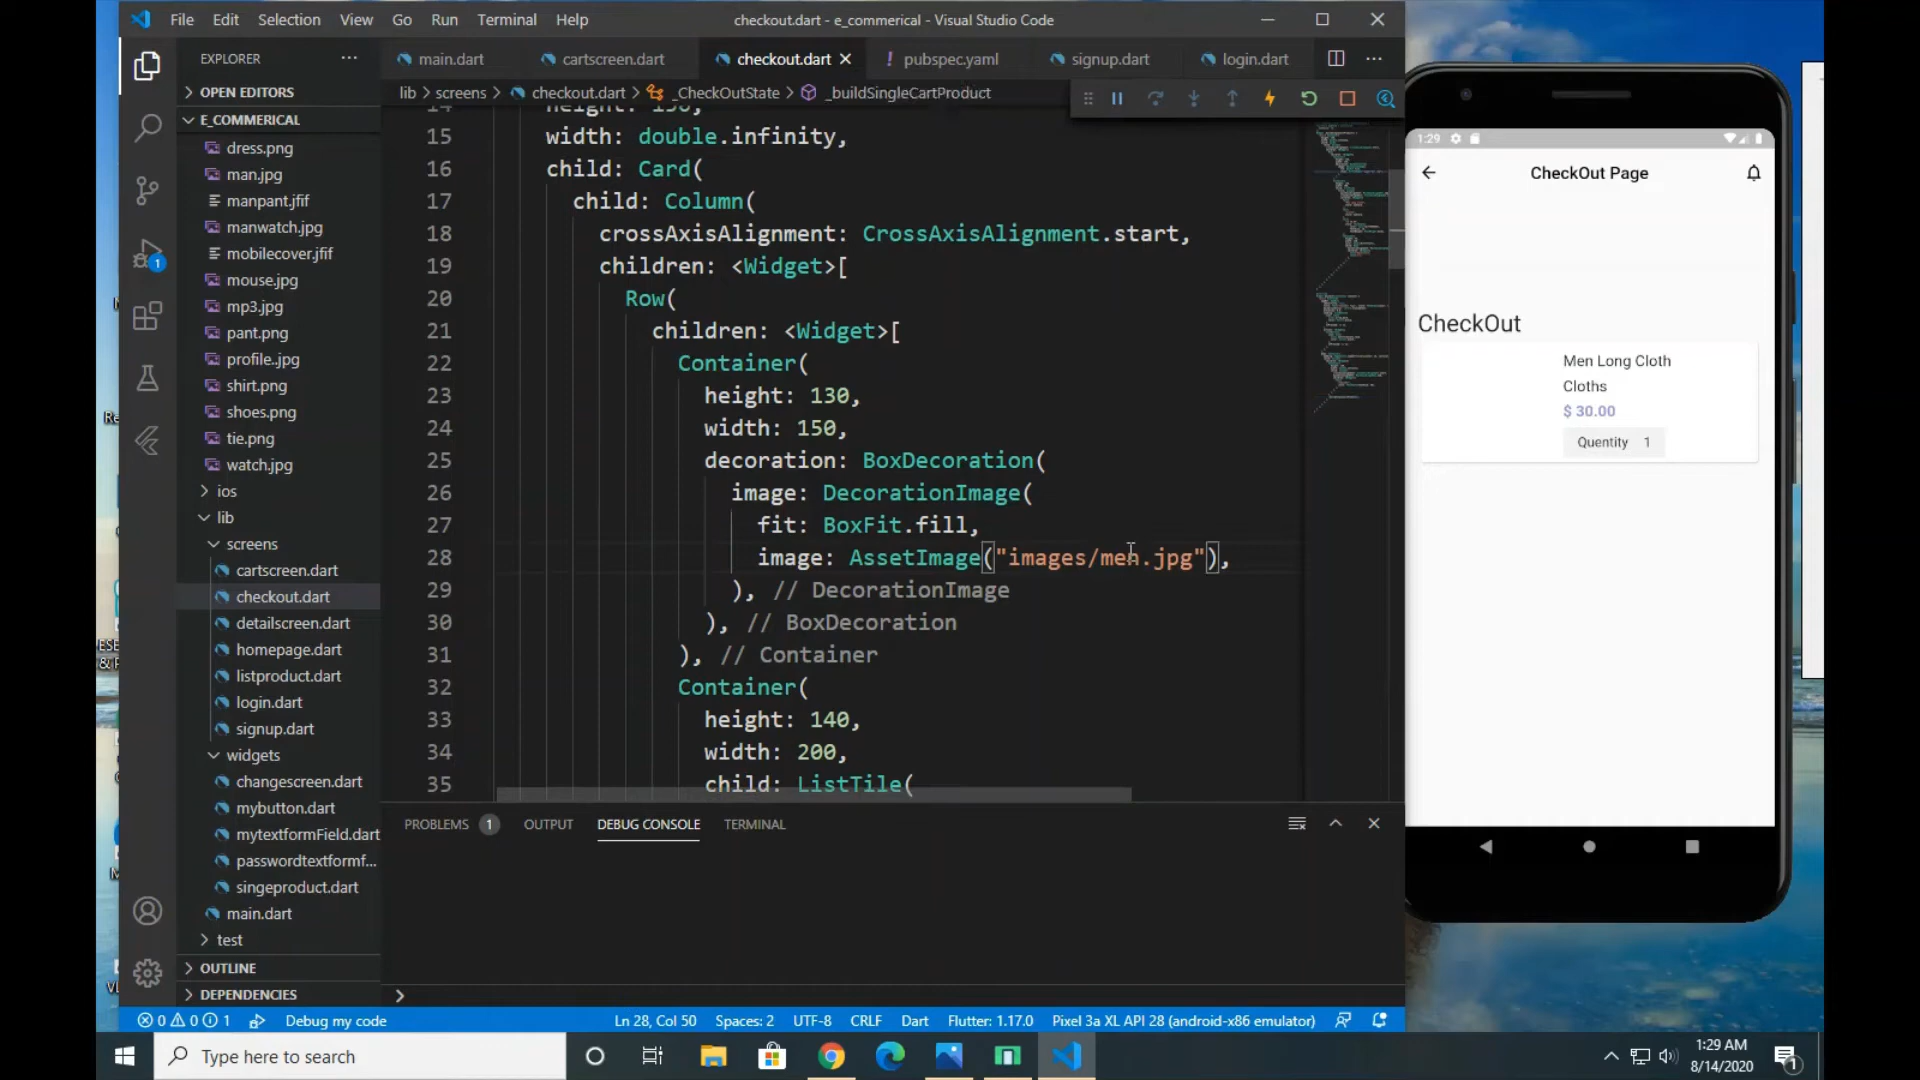 File Edit Selection View Go Run Terminal Help
checkout.dart - e_commerical - Visual Studio Code
EXPLORER
main.dart
cartscreen.dart
checkout.dart
pubspec.yaml
signup.dart
login.dart
OPEN EDITORS
lib > screens > checkout.dart > _CheckOutState > _buildSingleCartProduct
E_COMMERICAL
dress.png
man.jpg
manpant.jfif
manwatch.jpg
mobilecover.jfif
mouse.jpg
mp3.jpg
pant.png
profile..jpg
shirt.png
shoes.png
tie.png
watch.jpg
ios
lib
screens
cartscreen.dart
checkout.dart
detailscreen.dart
homepage.dart
listproduct.dart
login.dart
signup.dart
widgets
changescreen.dart
mybutton.dart
mytextformField.dart
passwordtextformf...
singeproduct.dart
main.dart
test
OUTLINE
DEPENDENCIES
15 width: double.infinity,
16 child: Card(
17 child: Column(
18 crossAxisAlignment: CrossAxisAlignment.start,
19 children: <Widget>[
20 Row(
21 children: <Widget>[
22 Container(
23 height: 130,
24 width: 150,
25 decoration: BoxDecoration(
26 image: DecorationImage(
27 fit: BoxFit.fill,
28 image: AssetImage("images/men.jpg"),
29 ), // DecorationImage
30 ), // BoxDecoration
31 ), // Container
32 Container(
33 height: 140,
34 width: 200,
35 child: ListTile(
PROBLEMS 1 OUTPUT DEBUG CONSOLE TERMINAL
0 0 1 Debug my code
Ln 28, Col 50 Spaces: 2 UTF-8 CRLF Dart Flutter: 1.17.0 Pixel 3a XL API 28 (android-x86 emulator)
1:29
CheckOut Page
CheckOut
Men Long Cloth
Cloths
$ 30.00
Quentity 1
Type here to search
1:29 AM
8/14/2020
1